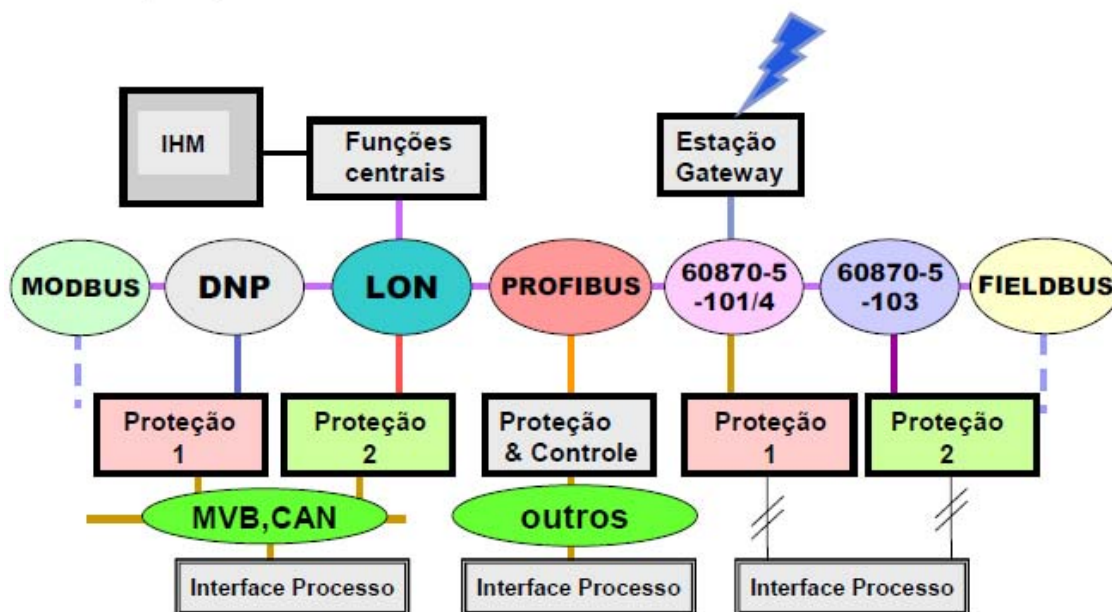 IHM
Funções
centrais
Estação
Gateway
MODBUS
DNP
LON
PROFIBUS
60870-5
-101/4
60870-5
-103
FIELDBUS
Proteção
1
Proteção
2
Proteção
& Controle
Proteção
1
Proteção
2
MVB,CAN
outros
Interface Processo
Interface Processo
Interface Processo